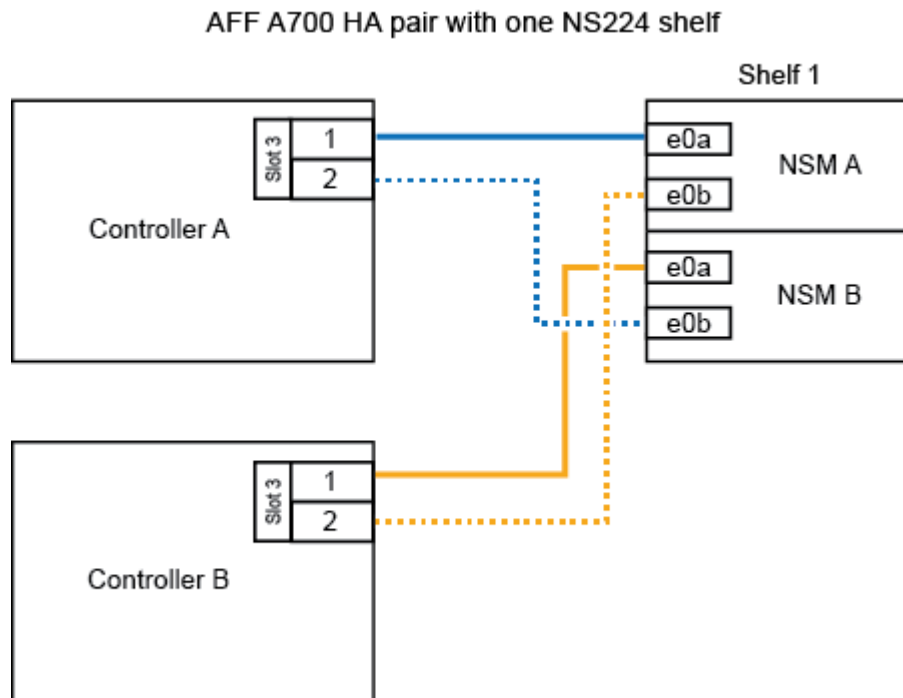 AFF A700 HA pair with one NS224 shelf
Shelf 1
Slot 3
1
2
Controller A
e0a
e0b
NSM A
e0a
e0b
NSM B
Slot 3
1
2
Controller B